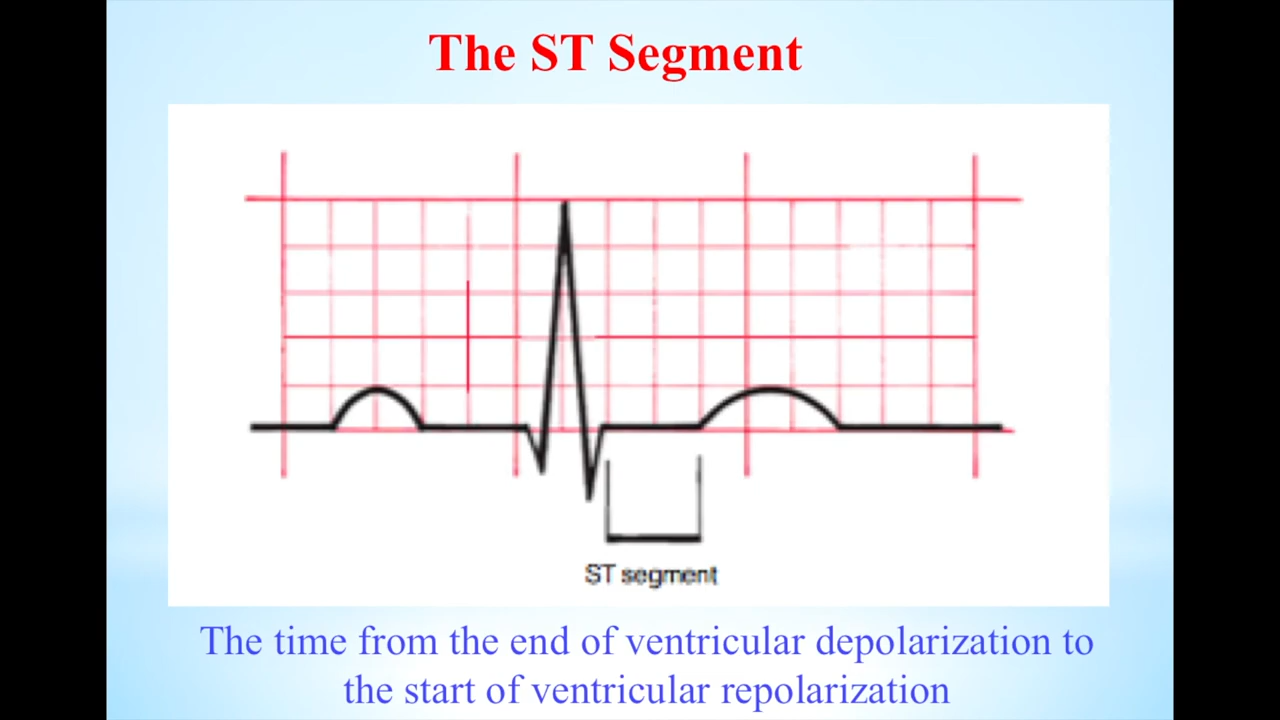 The ST Segment
ST segment
The time from the end of ventricular depolarization to
the start of ventricular repolarization